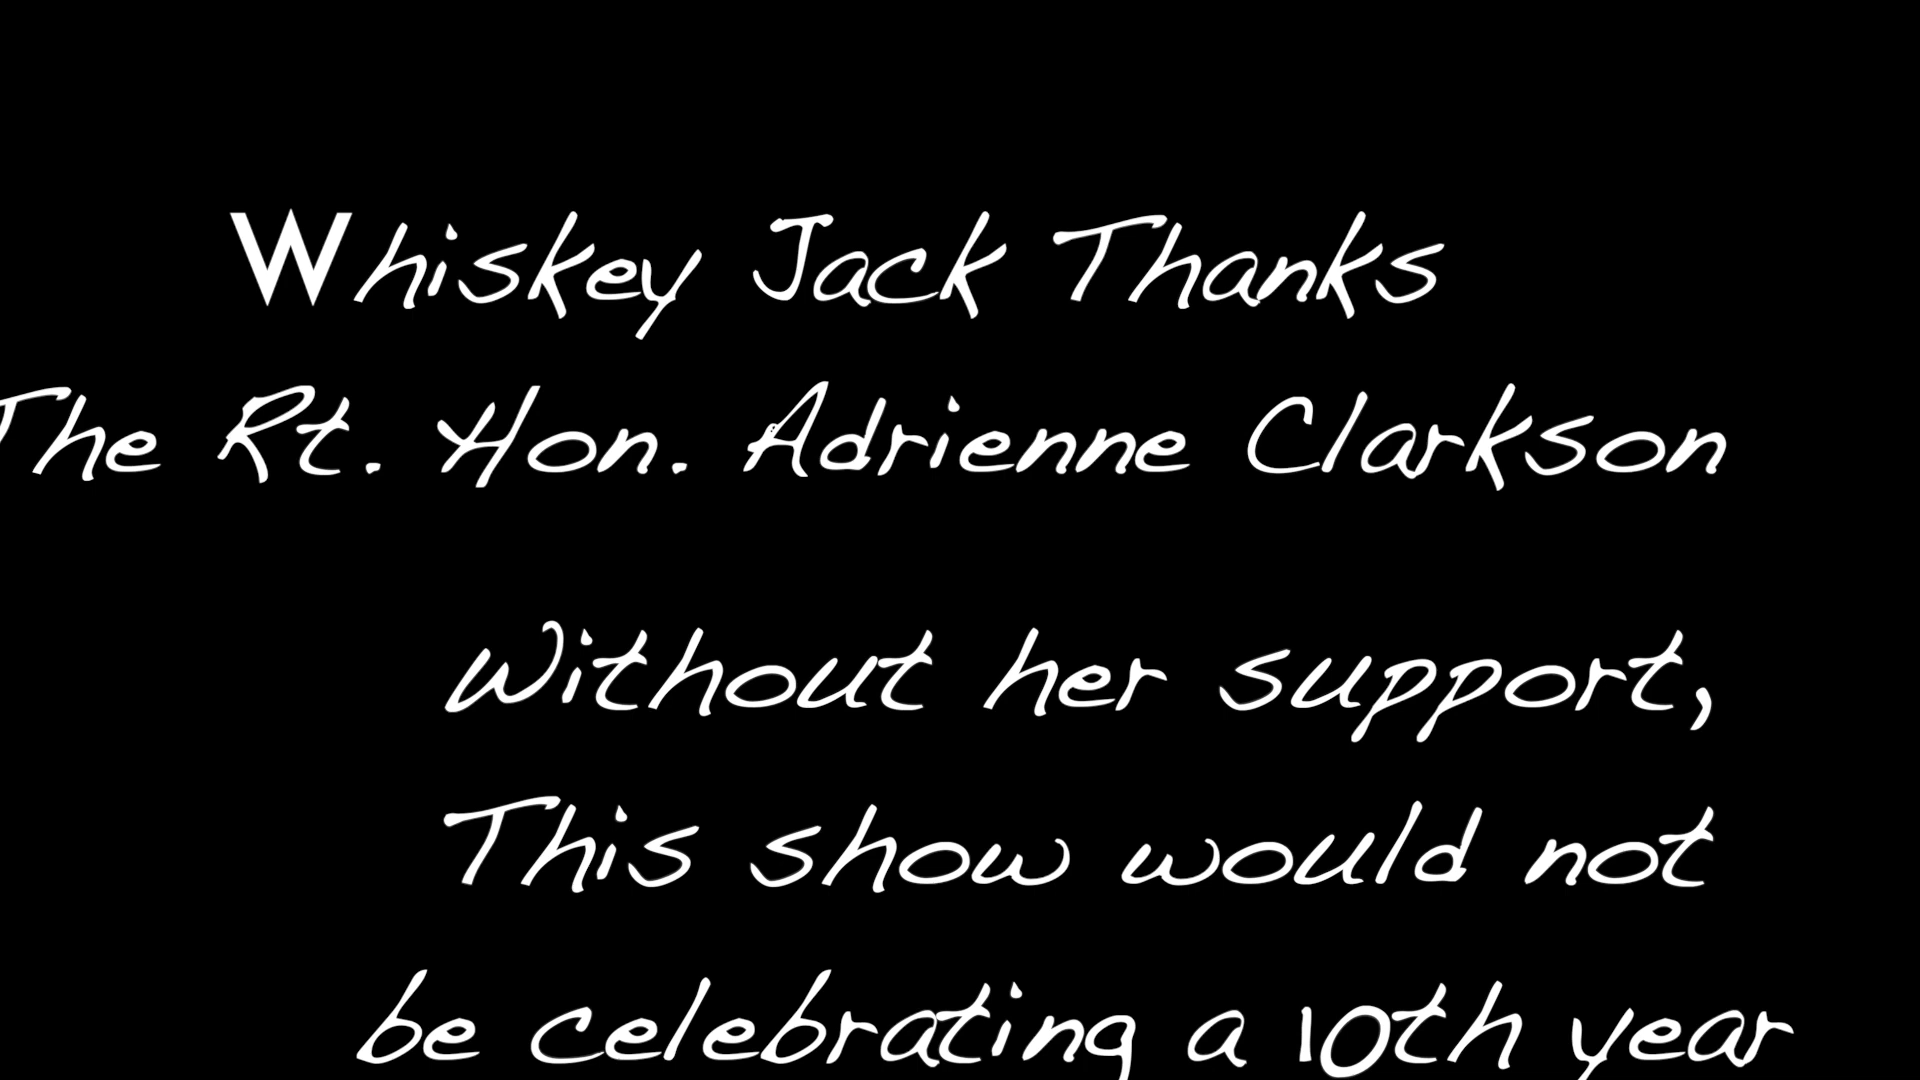 Whiskey Jack Thanks
The Rt. Hon. Adrienne Clarkson
Without her support,
This show would not
be celebrating a 10th year